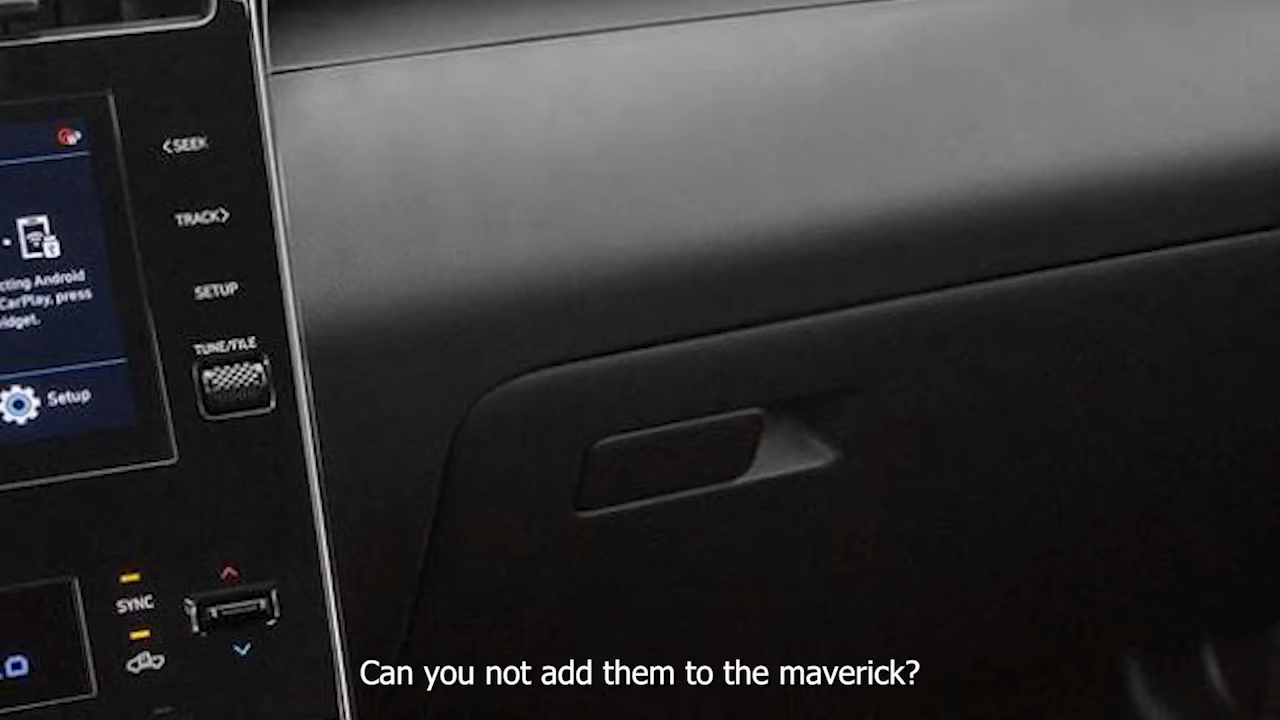 <SEEK
TRACK>
SETUP
TUNE/FILE
cting Android
CarPlay, press
idget.
Setup
SYNC
Can you not add them to the maverick?